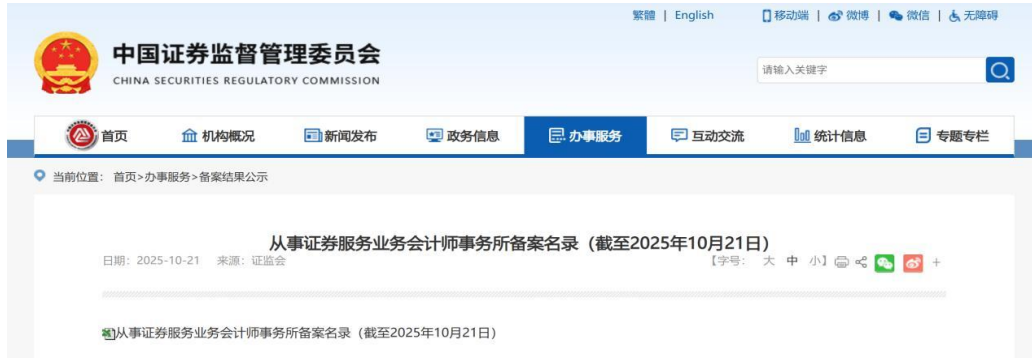 繁體 | English 移动端 | 微博 | 微信 | 无障碍
中国证券监督管理委员会
CHINA SECURITIES REGULATORY COMMISSION
请输入关键字
首页 机构概况 新闻发布 政务信息 办事服务 互动交流 统计信息 专题专栏
当前位置: 首页>办事服务>备案结果公示
从事证券服务业务会计师事务所备案名录（截至2025年10月21日）
日期: 2025-10-21 来源: 证监会 【字号: 大 中 小】
从事证券服务业务会计师事务所备案名录（截至2025年10月21日）